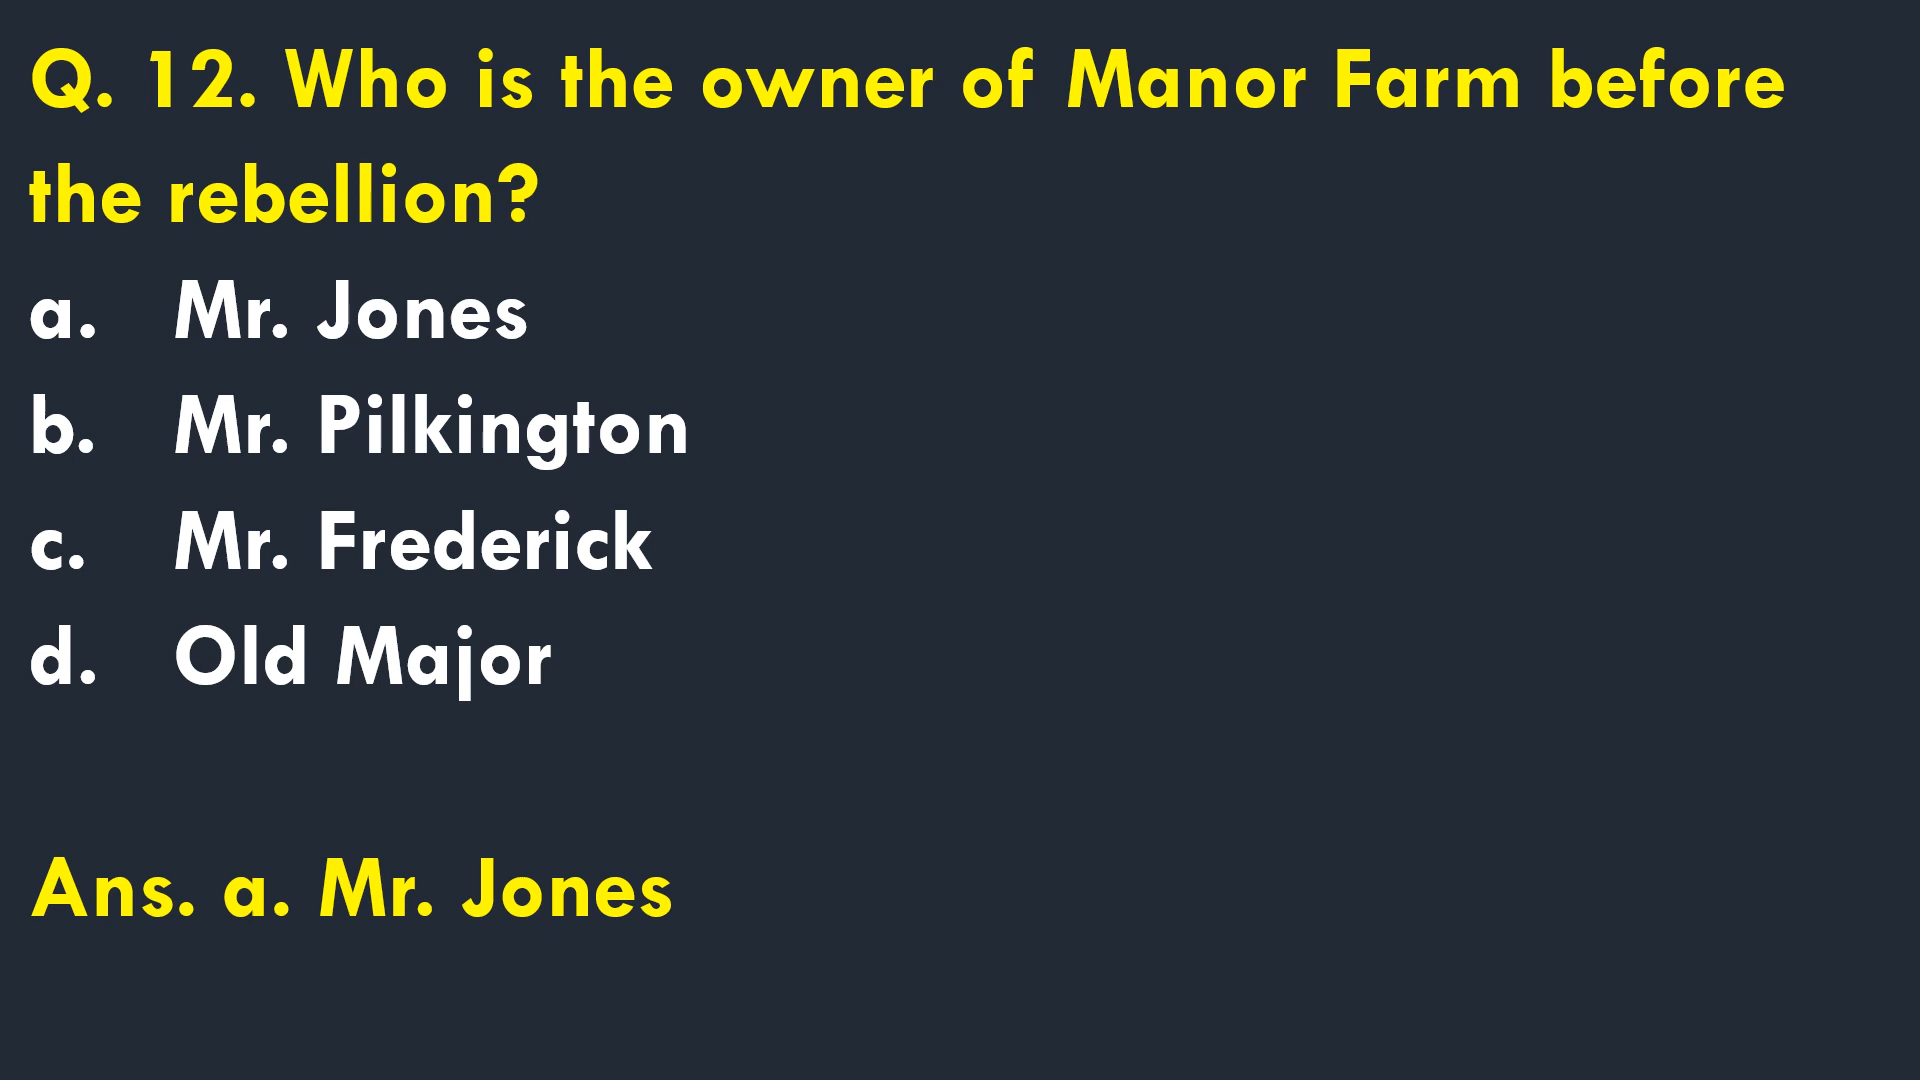 Q. 12. Who is the owner of Manor Farm before
the rebellion?
a. Mr. Jones
b. Mr. Pilkington
c. Mr. Frederick
d. Old Major
Ans. a. Mr. Jones